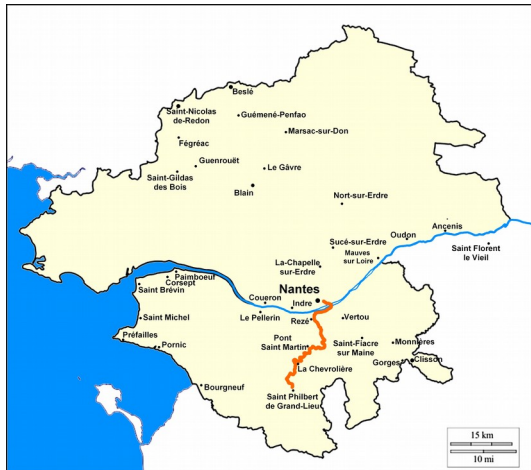 Beslé
Saint-Nicolas
de-Redon
Guémené-Penfao
Marsac-sur-Don
Fégréac
Guenrouët
Saint-Gildas
des Bois
Le Gâvre
Blain
Nort-sur-Erdre
Ancenis
Oudon
Sucé-sur-Erdre
Saint Florent
le Vieil
Mauves
sur Loire
La-Chapelle
sur-Erdre
Paimboeuf
Corsept
Saint Brévin
Nantes
Coueron
Indre
Le Pellerin
Saint Michel
Rezé
Vertou
Préfailles
Pornic
Pont
Saint Martin
Saint-Fiacre
sur Maine
Monnières
Gorges
Clisson
La Chevrolière
Bourgneuf
Saint Philbert
de Grand-Lieu
15 km
10 mi